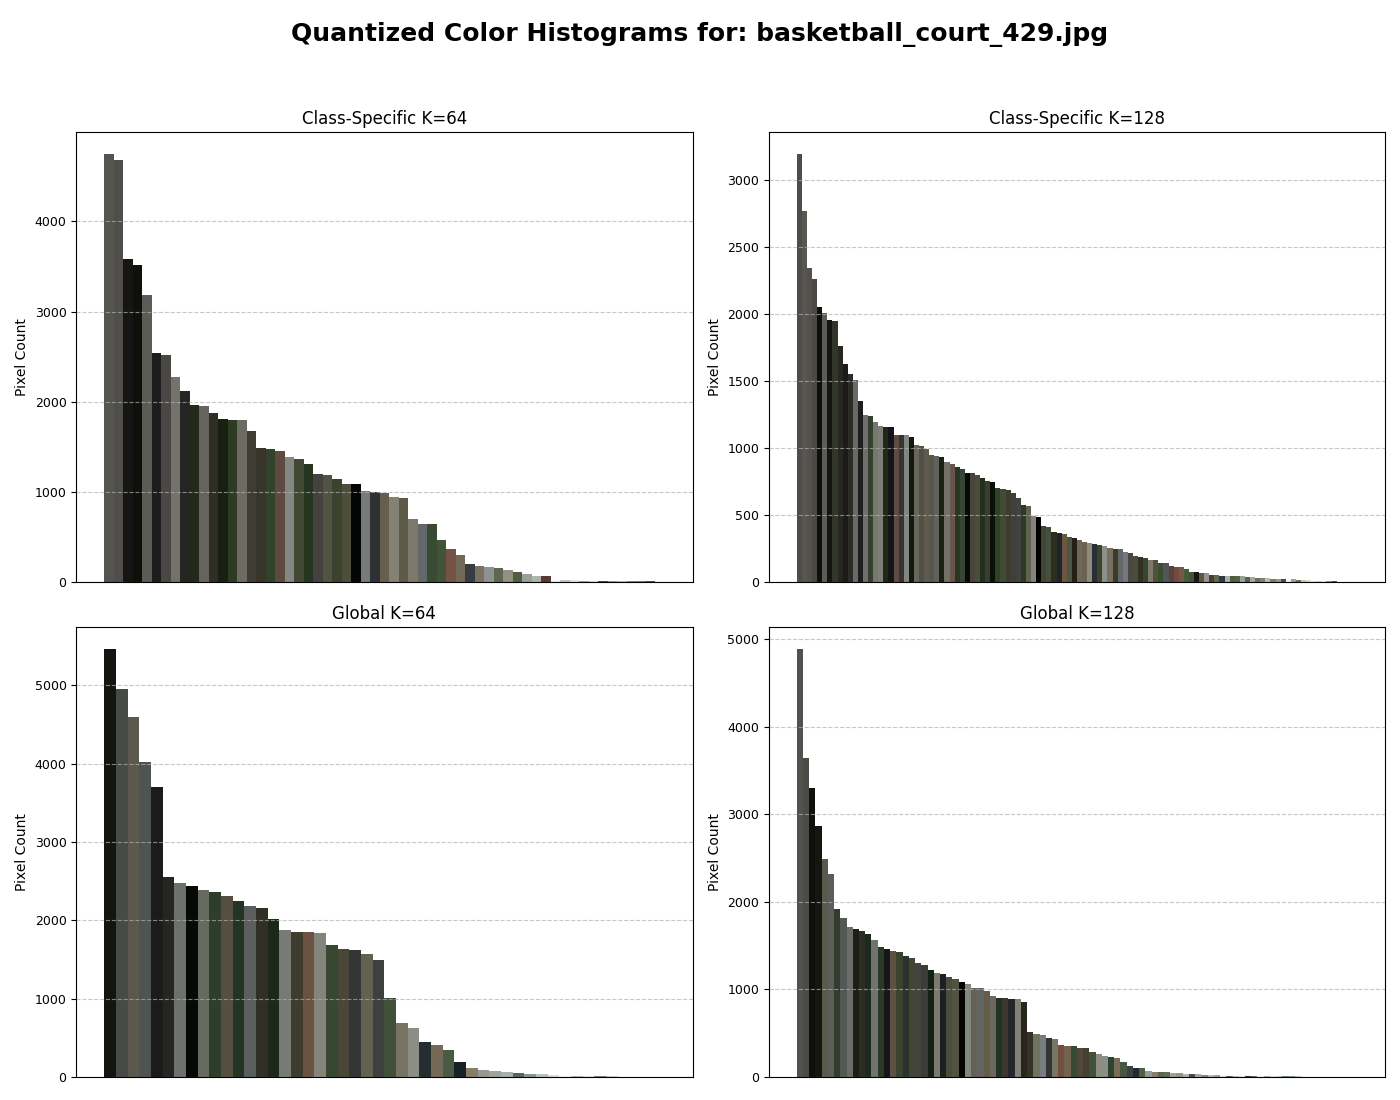 Quantized Color Histograms for: basketball_court_429.jpg
Class-Specific K=64
Pixel Count
4000
3000
2000
1000
0
Class-Specific K=128
Pixel Count
3000
2500
2000
1500
1000
500
0
Global K=64
Pixel Count
5000
4000
3000
2000
1000
0
Global K=128
Pixel Count
5000
4000
3000
2000
1000
0